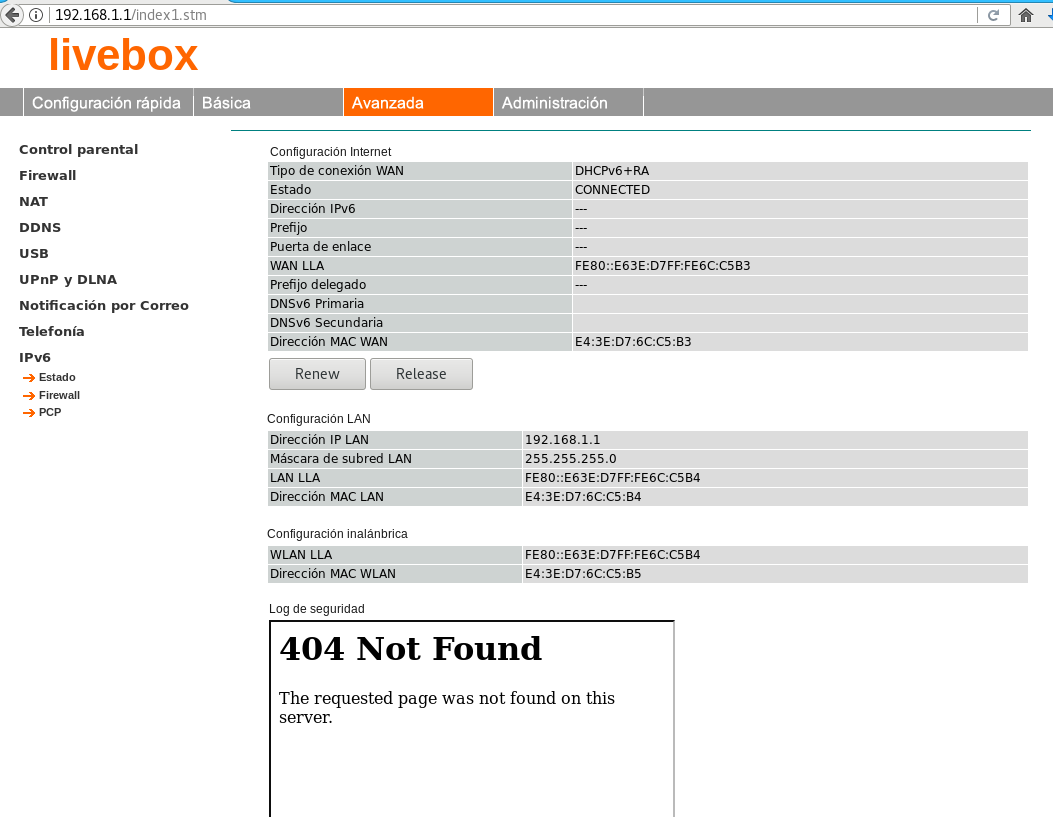 192.168.1.1/index1.stm
livebox
Configuración rápida Básica Avanzada Administración
Control parental
Firewall
NAT
DDNS
USB
UPnP y DLNA
Notificación por Correo
Telefonía
IPv6
Estado
Firewall
PCP
Configuración Internet
Tipo de conexión WAN DHCPv6+RA
Estado CONNECTED
Dirección IPv6 ---
Prefijo ---
Puerta de enlace ---
WAN LLA FE80::E63E:D7FF:FE6C:C5B3
Prefijo delegado ---
DNSv6 Primaria
DNSv6 Secundaria
Dirección MAC WAN E4:3E:D7:6C:C5:B3
Renew Release
Configuración LAN
Dirección IP LAN 192.168.1.1
Máscara de subred LAN 255.255.255.0
LAN LLA FE80::E63E:D7FF:FE6C:C5B4
Dirección MAC LAN E4:3E:D7:6C:C5:B4
Configuración inalánbrica
WLAN LLA FE80::E63E:D7FF:FE6C:C5B4
Dirección MAC WLAN E4:3E:D7:6C:C5:B5
Log de seguridad
404 Not Found
The requested page was not found on this
server.